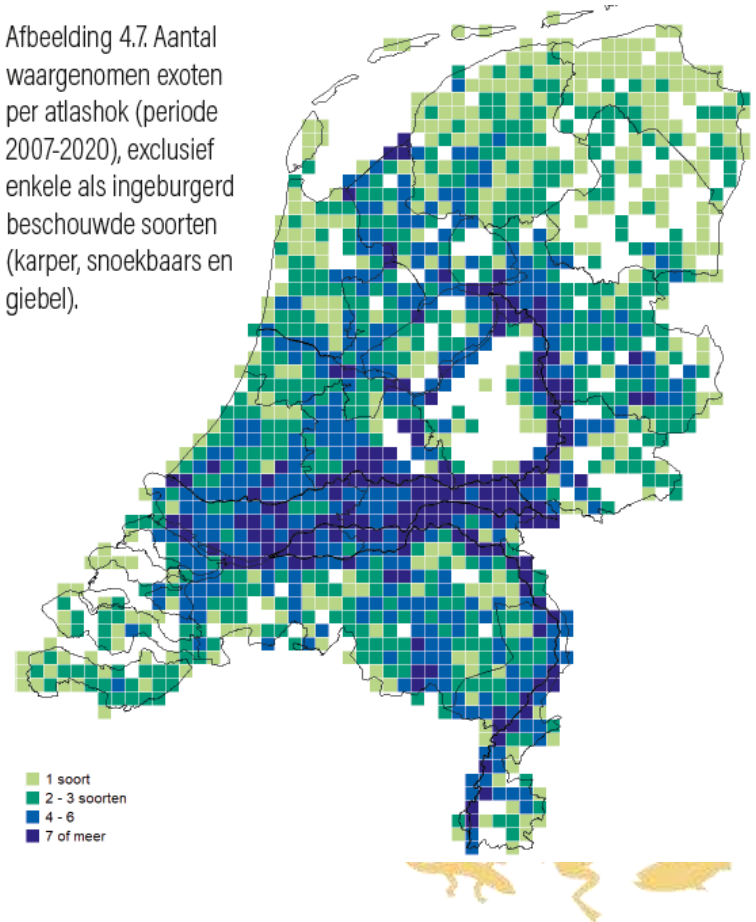 Afbeelding 4.7. Aantal
waargenomen exoten
per atlashok (periode
2007-2020), exclusief
enkele als ingeburgerd
beschouwde soorten
(karper, snoekbaars en
giebel).
1 soort
2 - 3 soorten
4 - 6
7 of meer